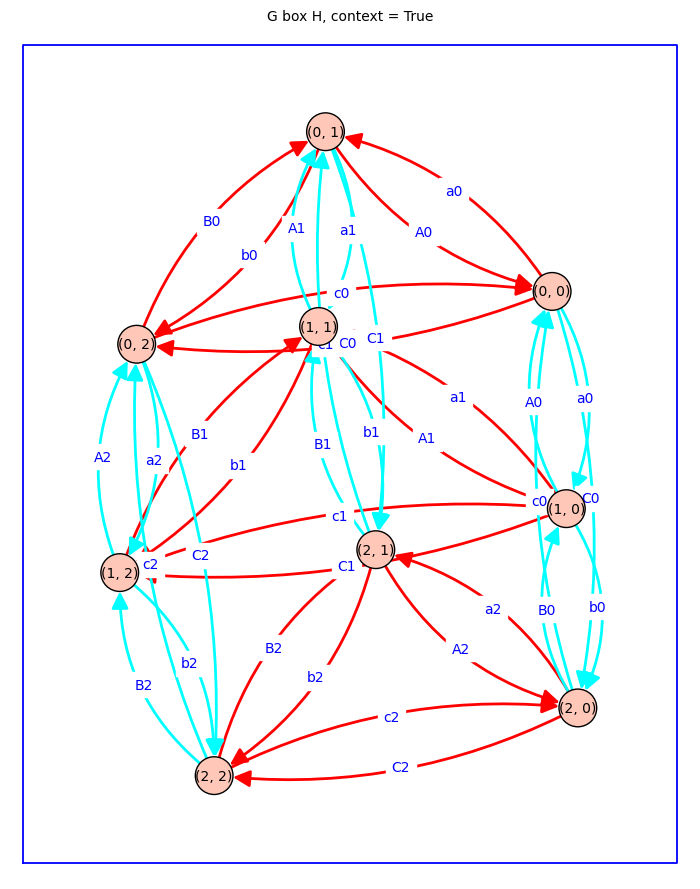 G box H, context = True
(0, 1)
a0
B0
A1
a1
A0
b0
c0
(0, 0)
(1, 1)
(0, 2)
c1
C0
C1
a1
A0
a0
B1
A1
b1
B1
A2
a2
b1
c0
C0
(1, 0)
c1
(2, 1)
C2
c2
C1
(1, 2)
a2
B0
b0
B2
A2
b2
b2
B2
(2, 0)
c2
C2
(2, 2)